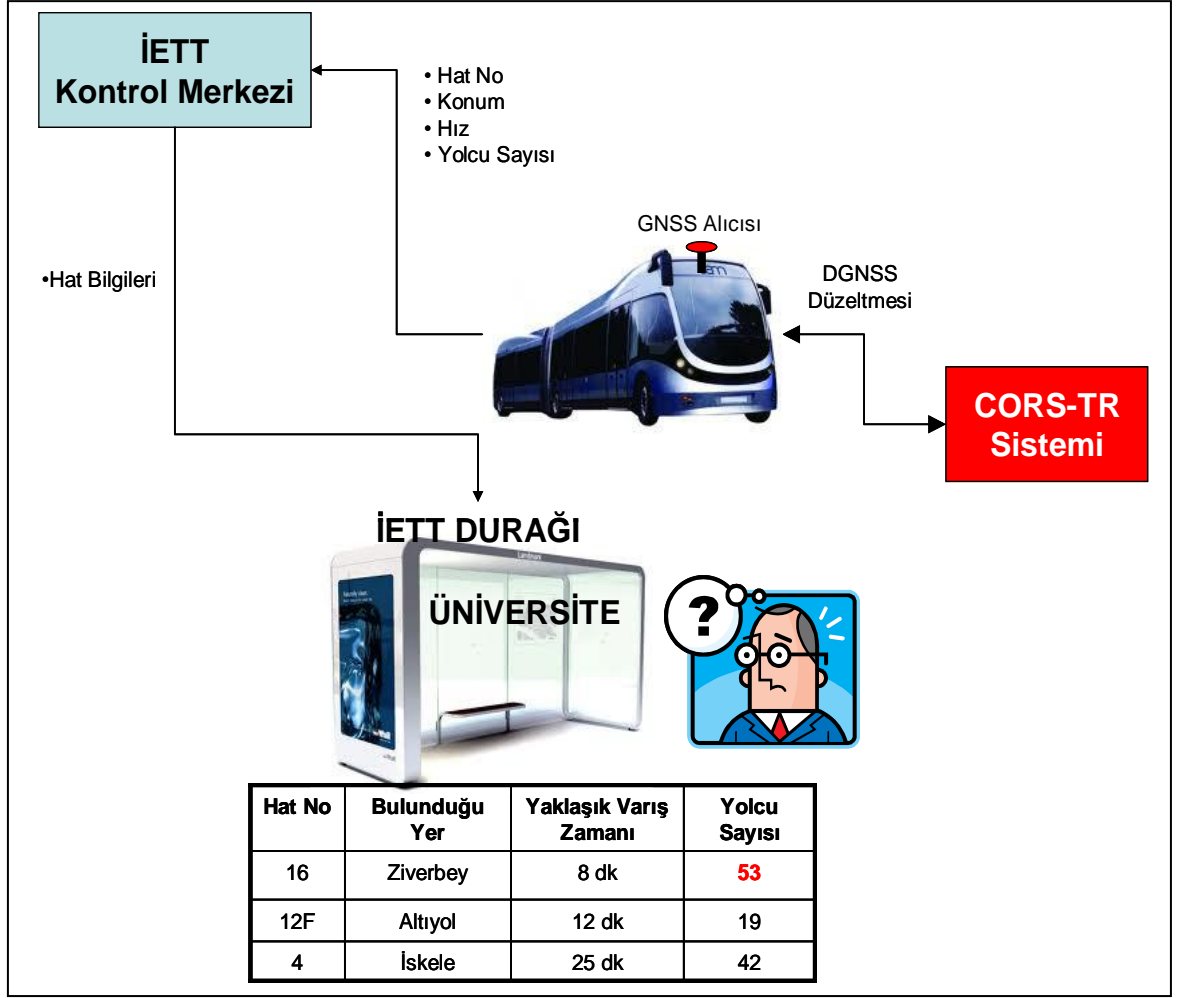 İETT
Kontrol Merkezi
• Hat No
• Konum
• Hız
• Yolcu Sayısı
GNSS Alıcısı
•Hat Bilgileri
DGNSS
Düzeltmesi
CORS-TR
Sistemi
İETT DURAĞI
ÜNİVERSİTE
?
Hat No Bulunduğu Yer Yaklaşık Varış Zamanı Yolcu Sayısı
16 Ziverbey 8 dk 53
12F Altıyol 12 dk 19
4 İskele 25 dk 42